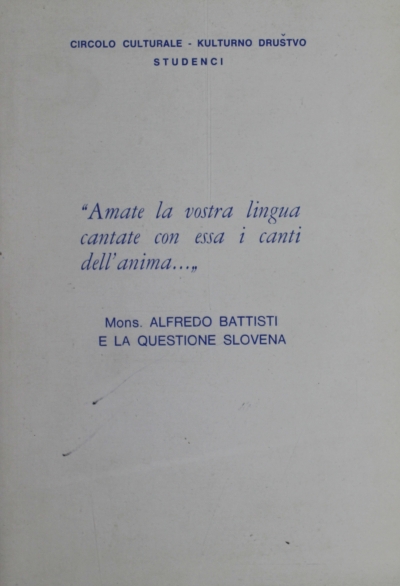 CIRCOLO CULTURALE - KULTURNO DRUŠTVO
STUDENCI
"Amate la vostra lingua
cantate con essa i canti
dell'anima...„
Mons. ALFREDO BATTISTI
E LA QUESTIONE SLOVENA